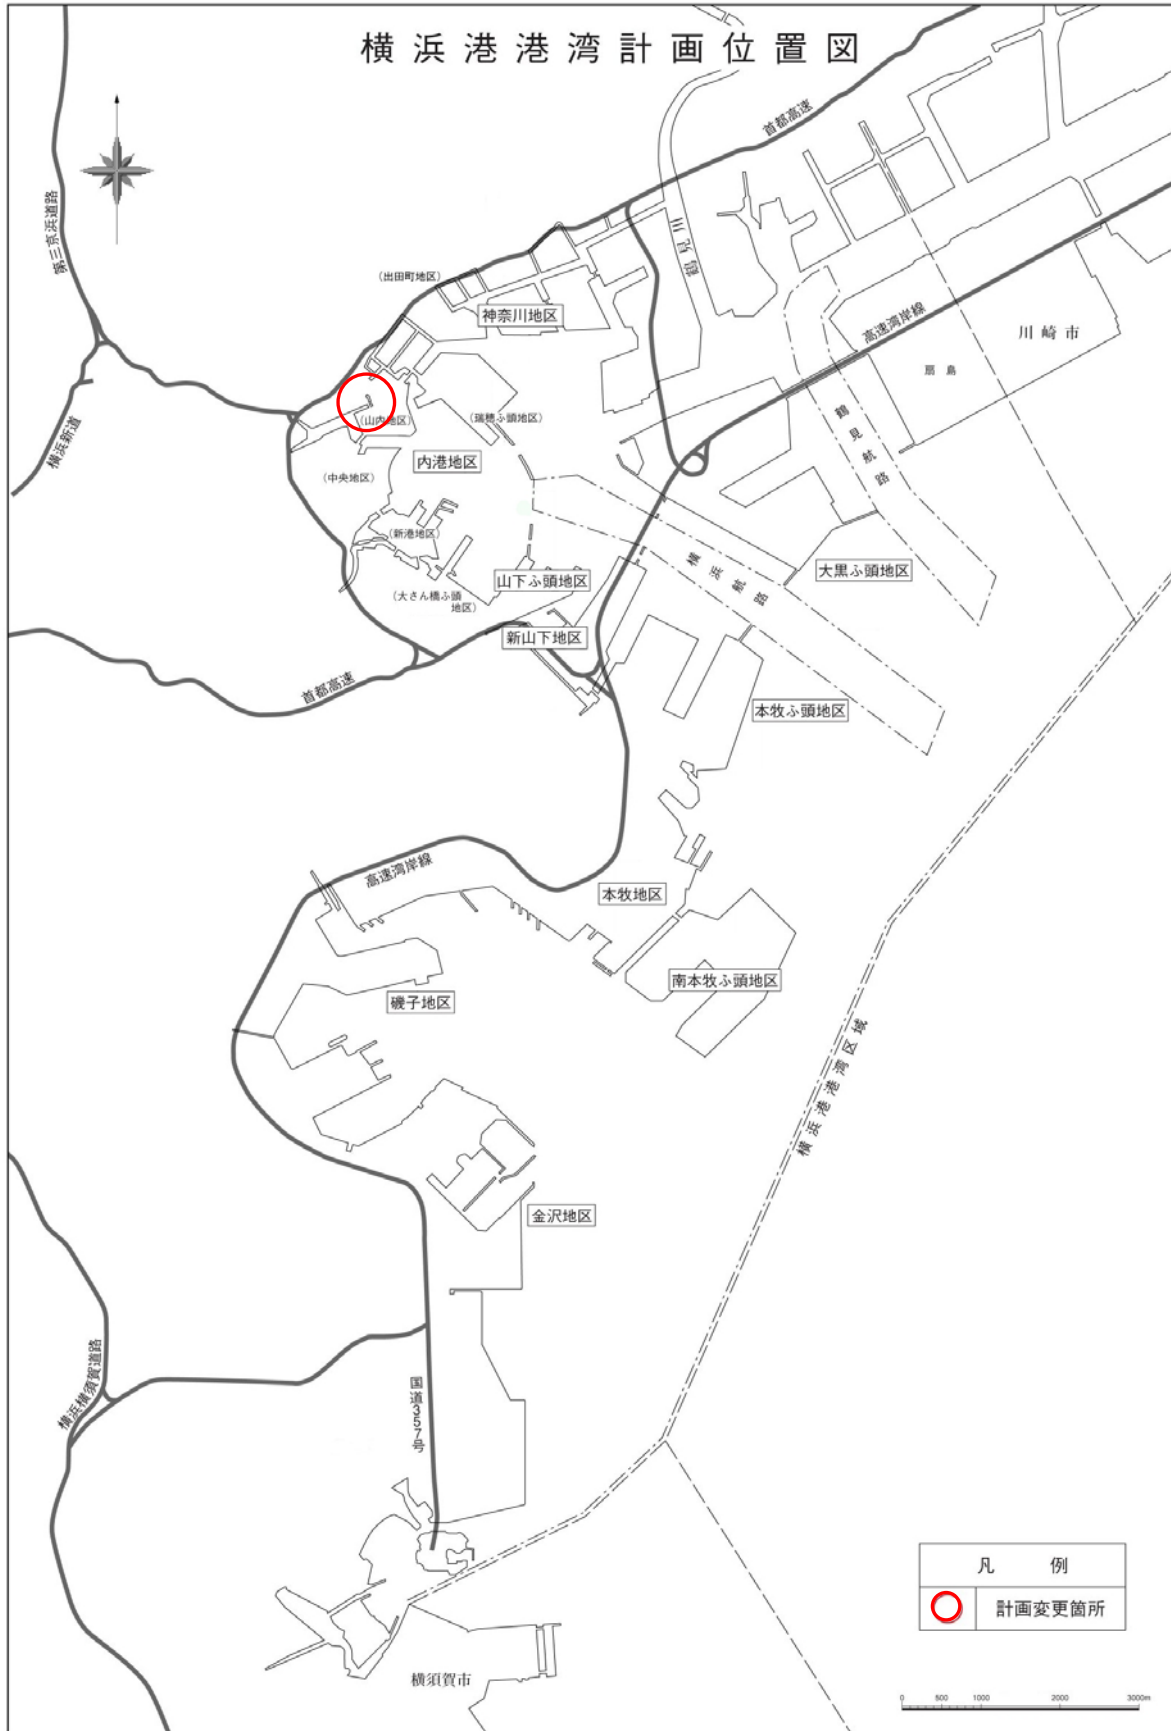 横浜港港湾計画位置図
首都高速
第三京浜道路
鶴見川
(出田町地区)
神奈川地区
高速湾岸線
川崎市
扇島
(山内地区)
(瑞穂ふ頭地区)
鶴見航路
横浜新道
内港地区
(中央地区)
(新港地区)
横浜航路
大黒ふ頭地区
山下ふ頭地区
(大さん橋ふ頭
地区)
新山下地区
首都高速
本牧ふ頭地区
高速湾岸線
本牧地区
南本牧ふ頭地区
磯子地区
横浜港港湾区域
金沢地区
横浜横須賀道路
国道357号
凡例
計画変更箇所
横須賀市
0 500 1000 2000 3000m